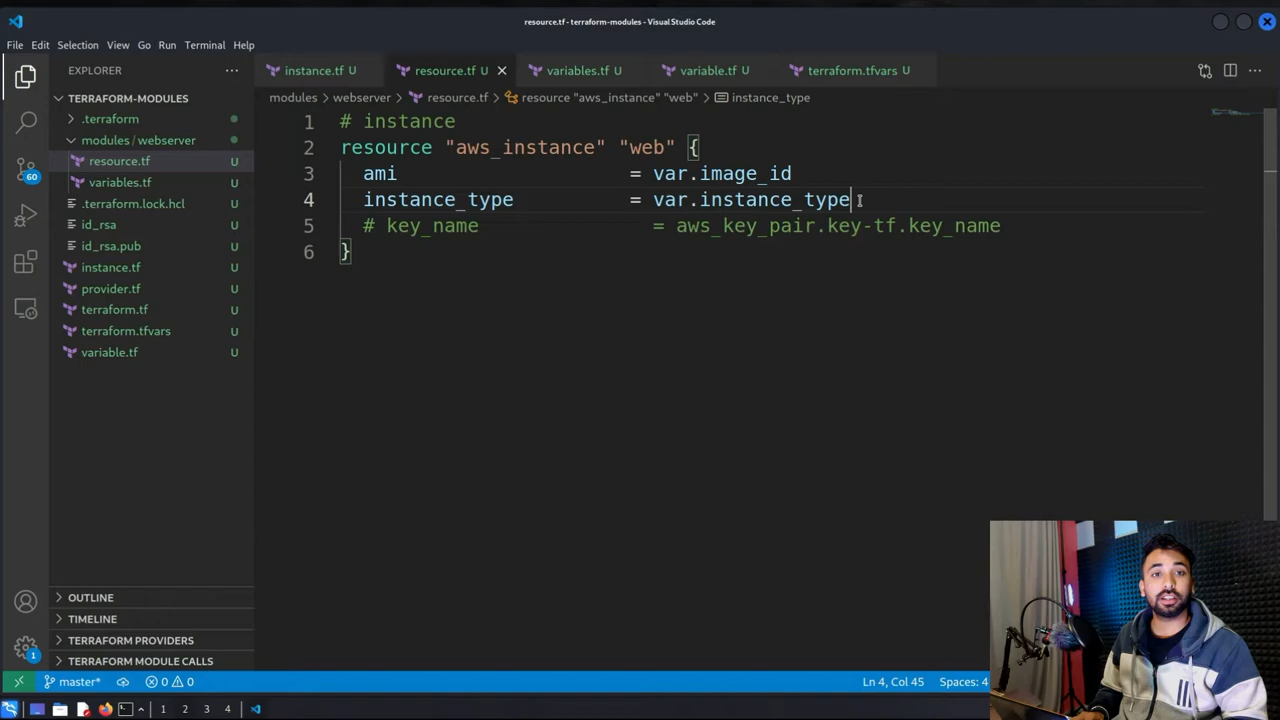 resource.tf - terraform-modules - Visual Studio Code
File Edit Selection View Go Run Terminal Help
EXPLORER
TERRAFORM-MODULES
.terraform
modules / webserver
resource.tf U
variables.tf U
.terraform.lock.hcl U
id_rsa U
id_rsa.pub U
instance.tf U
provider.tf U
terraform.tf U
terraform.tfvars U
variable.tf U
OUTLINE
TIMELINE
TERRAFORM PROVIDERS
TERRAFORM MODULE CALLS
60
1
instance.tf U resource.tf U variables.tf U variable.tf U terraform.tfvars U
modules > webserver > resource.tf > resource "aws_instance" "web" > instance_type
1 # instance
2 resource "aws_instance" "web" {
3 ami = var.image_id
4 instance_type = var.instance_type
5 # key_name = aws_key_pair.key-tf.key_name
6 }
master* 0 0 Ln 4, Col 45 Spaces: 4
1 2 3 4